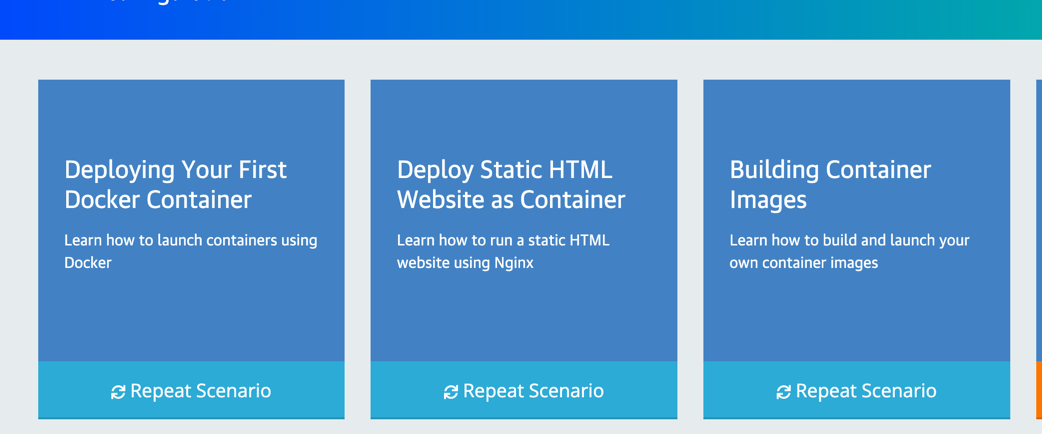 Deploying Your First
Docker Container
Learn how to launch containers using
Docker
Repeat Scenario
Deploy Static HTML
Website as Container
Learn how to run a static HTML
website using Nginx
Repeat Scenario
Building Container
Images
Learn how to build and launch your
own container images
Repeat Scenario